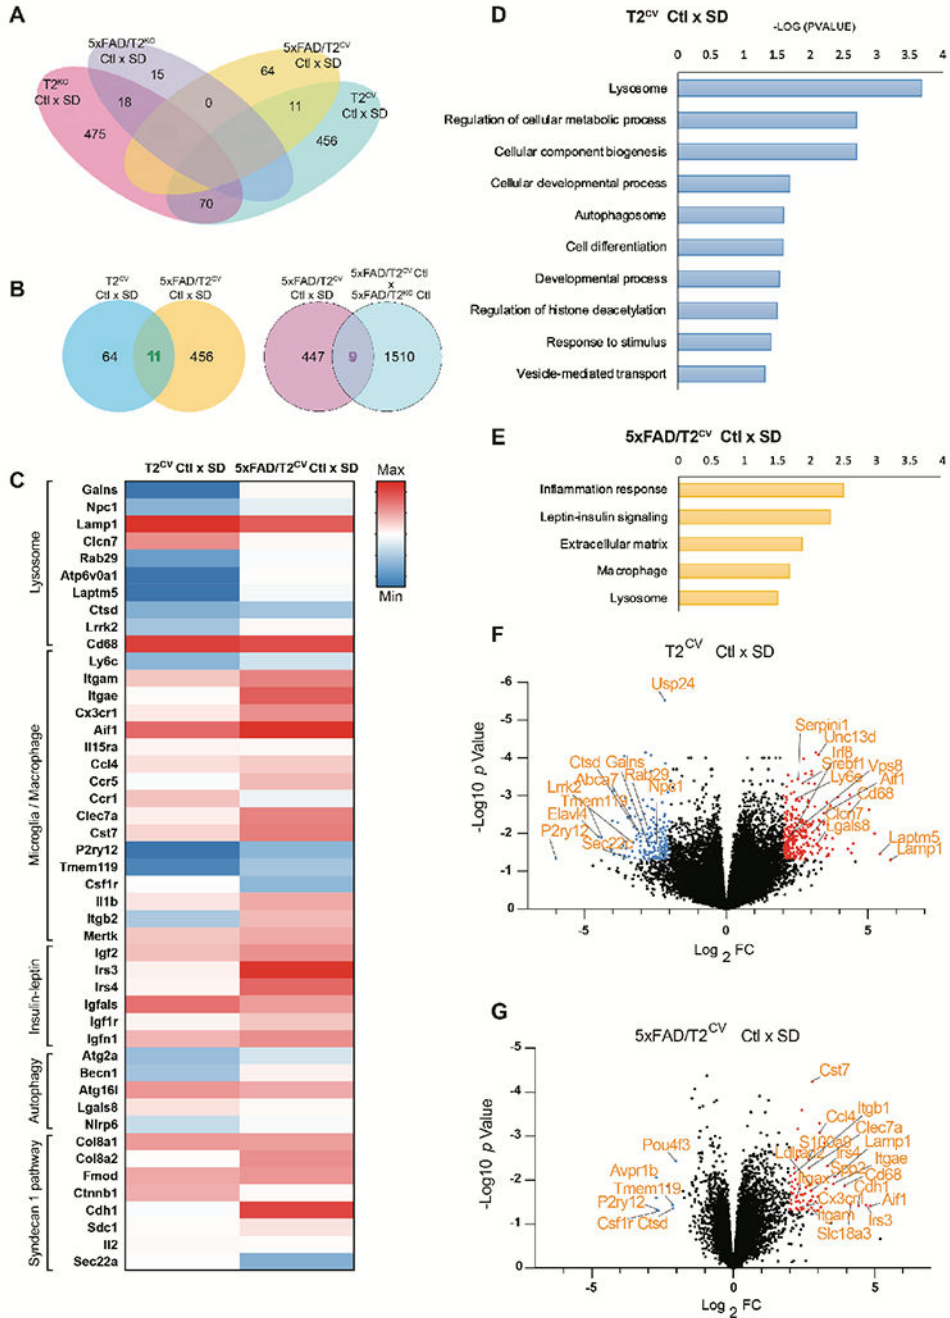 A
5xFAD/T2KO
Ctl x SD
15
5xFAD/T2CV
Ctl x SD
64
T2KO
Ctl x SD
18
0
11
T2CV
Ctl x SD
475
456
70
B
T2CV
Ctl x SD
5xFAD/T2CV
Ctl x SD
64
11
456
5xFAD/T2CV
Ctl x SD
5xFAD/T2CV Ctl
x
5xFAD/T2KO Ctl
447
9
1510
C
T2CV Ctl x SD
5xFAD/T2CV Ctl x SD
Max
Min
Lysosome
Galns
Npc1
Lamp1
Clcn7
Rab29
Atp6v0a1
Laptm5
Ctsd
Lrrk2
Cd68
Microglia / Macrophage
Ly6c
Itgam
Itgae
Cx3cr1
Aif1
Il15ra
Ccl4
Ccr5
Ccr1
Clec7a
Cst7
P2ry12
Tmem119
Csf1r
Il1b
Itgb2
Mertk
Insulin-leptin
Igf2
Irs3
Irs4
Igfals
Igf1r
Igfn1
Autophagy
Atg2a
Becn1
Atg16l
Lgals8
Nlrp6
Syndecan 1 pathway
Col8a1
Col8a2
Fmod
Ctnnb1
Cdh1
Sdc1
Il2
Sec22a
D
T2CV Ctl x SD
-LOG (PVALUE)
0 0.5 1 1.5 2 2.5 3 3.5 4
Lysosome
Regulation of cellular metabolic process
Cellular component biogenesis
Cellular developmental process
Autophagosome
Cell differentiation
Developmental process
Regulation of histone deacetylation
Response to stimulus
Vesicle-mediated transport
E
5xFAD/T2CV Ctl x SD
0 0.5 1 1.5 2 2.5 3 3.5 4
Inflammation response
Leptin-insulin signaling
Extracellular matrix
Macrophage
Lysosome
F
T2CV Ctl x SD
-Log10 p Value
-6
-5
-4
-3
-2
-1
0
Usp24
Serpini1
Unc13d
Irf8
Srebf1
Vps8
Ly6e
Aif1
Cd68
Clcn7
Lgals8
Laptm5
Lamp1
Ctsd
Galns
Rab29
Abca7
Npc1
Lrrk2
Tmem119
Elavl4
P2ry12
Sec22c
-5 0 5
Log 2 FC
G
5xFAD/T2CV Ctl x SD
-Log10 p Value
-5
-4
-3
-2
-1
0
Cst7
Itgb1
Ccl4
Clec7a
S100a9
Lamp1
Irs4
Itgae
Spp2
Cd68
Itgax
Cdh1
Cx3cr1
Aif1
Itgam
Irs3
Slc18a3
Pou4f3
Avpr1b
Tmem119
P2ry12
Csf1r Ctsd
-5 0 5
Log 2 FC